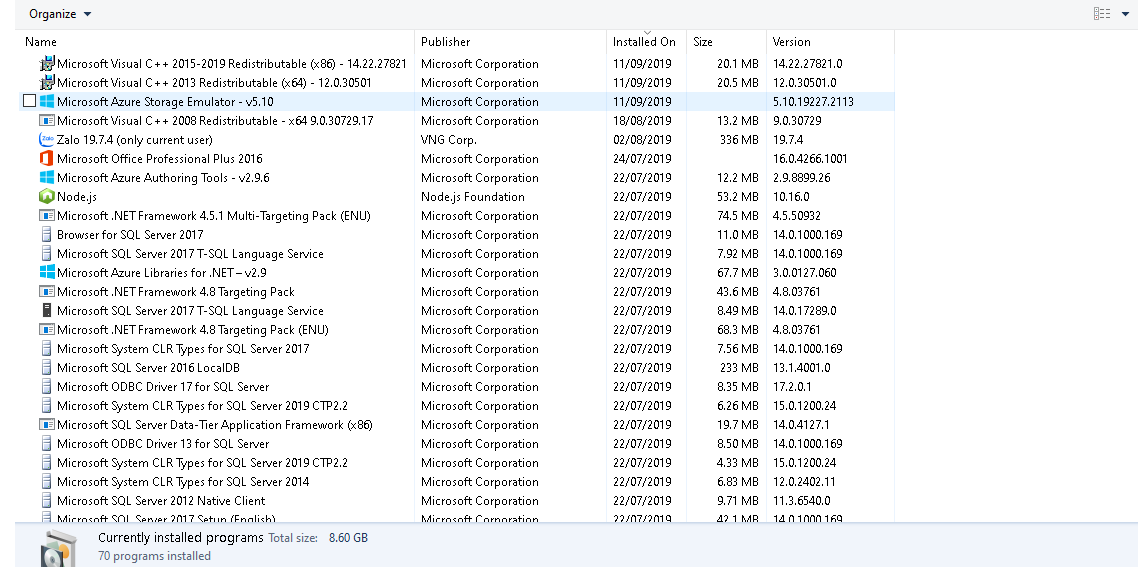 Organize
Name Publisher Installed On Size Version
Microsoft Visual C++ 2015-2019 Redistributable (x86) - 14.22.27821 Microsoft Corporation 11/09/2019 20.1 MB 14.22.27821.0
Microsoft Visual C++ 2013 Redistributable (x64) - 12.0.30501 Microsoft Corporation 11/09/2019 20.5 MB 12.0.30501.0
Microsoft Azure Storage Emulator - v5.10 Microsoft Corporation 11/09/2019 5.10.19227.2113
Microsoft Visual C++ 2008 Redistributable - x64 9.0.30729.17 Microsoft Corporation 18/08/2019 13.2 MB 9.0.30729
Zalo Zalo 19.7.4 (only current user) VNG Corp. 02/08/2019 336 MB 19.7.4
Microsoft Office Professional Plus 2016 Microsoft Corporation 24/07/2019 16.0.4266.1001
Microsoft Azure Authoring Tools - v2.9.6 Microsoft Corporation 22/07/2019 12.2 MB 2.9.8899.26
Node.js Node.js Foundation 22/07/2019 53.2 MB 10.16.0
Microsoft .NET Framework 4.5.1 Multi-Targeting Pack (ENU) Microsoft Corporation 22/07/2019 74.5 MB 4.5.50932
Browser for SQL Server 2017 Microsoft Corporation 22/07/2019 11.0 MB 14.0.1000.169
Microsoft SQL Server 2017 T-SQL Language Service Microsoft Corporation 22/07/2019 7.92 MB 14.0.1000.169
Microsoft Azure Libraries for .NET – v2.9 Microsoft Corporation 22/07/2019 67.7 MB 3.0.0127.060
Microsoft .NET Framework 4.8 Targeting Pack Microsoft Corporation 22/07/2019 43.6 MB 4.8.03761
Microsoft SQL Server 2017 T-SQL Language Service Microsoft Corporation 22/07/2019 8.49 MB 14.0.17289.0
Microsoft .NET Framework 4.8 Targeting Pack (ENU) Microsoft Corporation 22/07/2019 68.3 MB 4.8.03761
Microsoft System CLR Types for SQL Server 2017 Microsoft Corporation 22/07/2019 7.56 MB 14.0.1000.169
Microsoft SQL Server 2016 LocalDB Microsoft Corporation 22/07/2019 233 MB 13.1.4001.0
Microsoft ODBC Driver 17 for SQL Server Microsoft Corporation 22/07/2019 8.35 MB 17.2.0.1
Microsoft System CLR Types for SQL Server 2019 CTP2.2 Microsoft Corporation 22/07/2019 6.26 MB 15.0.1200.24
Microsoft SQL Server Data-Tier Application Framework (x86) Microsoft Corporation 22/07/2019 19.7 MB 14.0.4127.1
Microsoft ODBC Driver 13 for SQL Server Microsoft Corporation 22/07/2019 8.50 MB 14.0.1000.169
Microsoft System CLR Types for SQL Server 2019 CTP2.2 Microsoft Corporation 22/07/2019 4.33 MB 15.0.1200.24
Microsoft System CLR Types for SQL Server 2014 Microsoft Corporation 22/07/2019 6.83 MB 12.0.2402.11
Microsoft SQL Server 2012 Native Client Microsoft Corporation 22/07/2019 9.71 MB 11.3.6540.0
Microsoft SQL Server 2017 Setup (English) Microsoft Corporation 22/07/2019 42.1 MB 14.0.1000.169
Currently installed programs Total size: 8.60 GB
70 programs installed